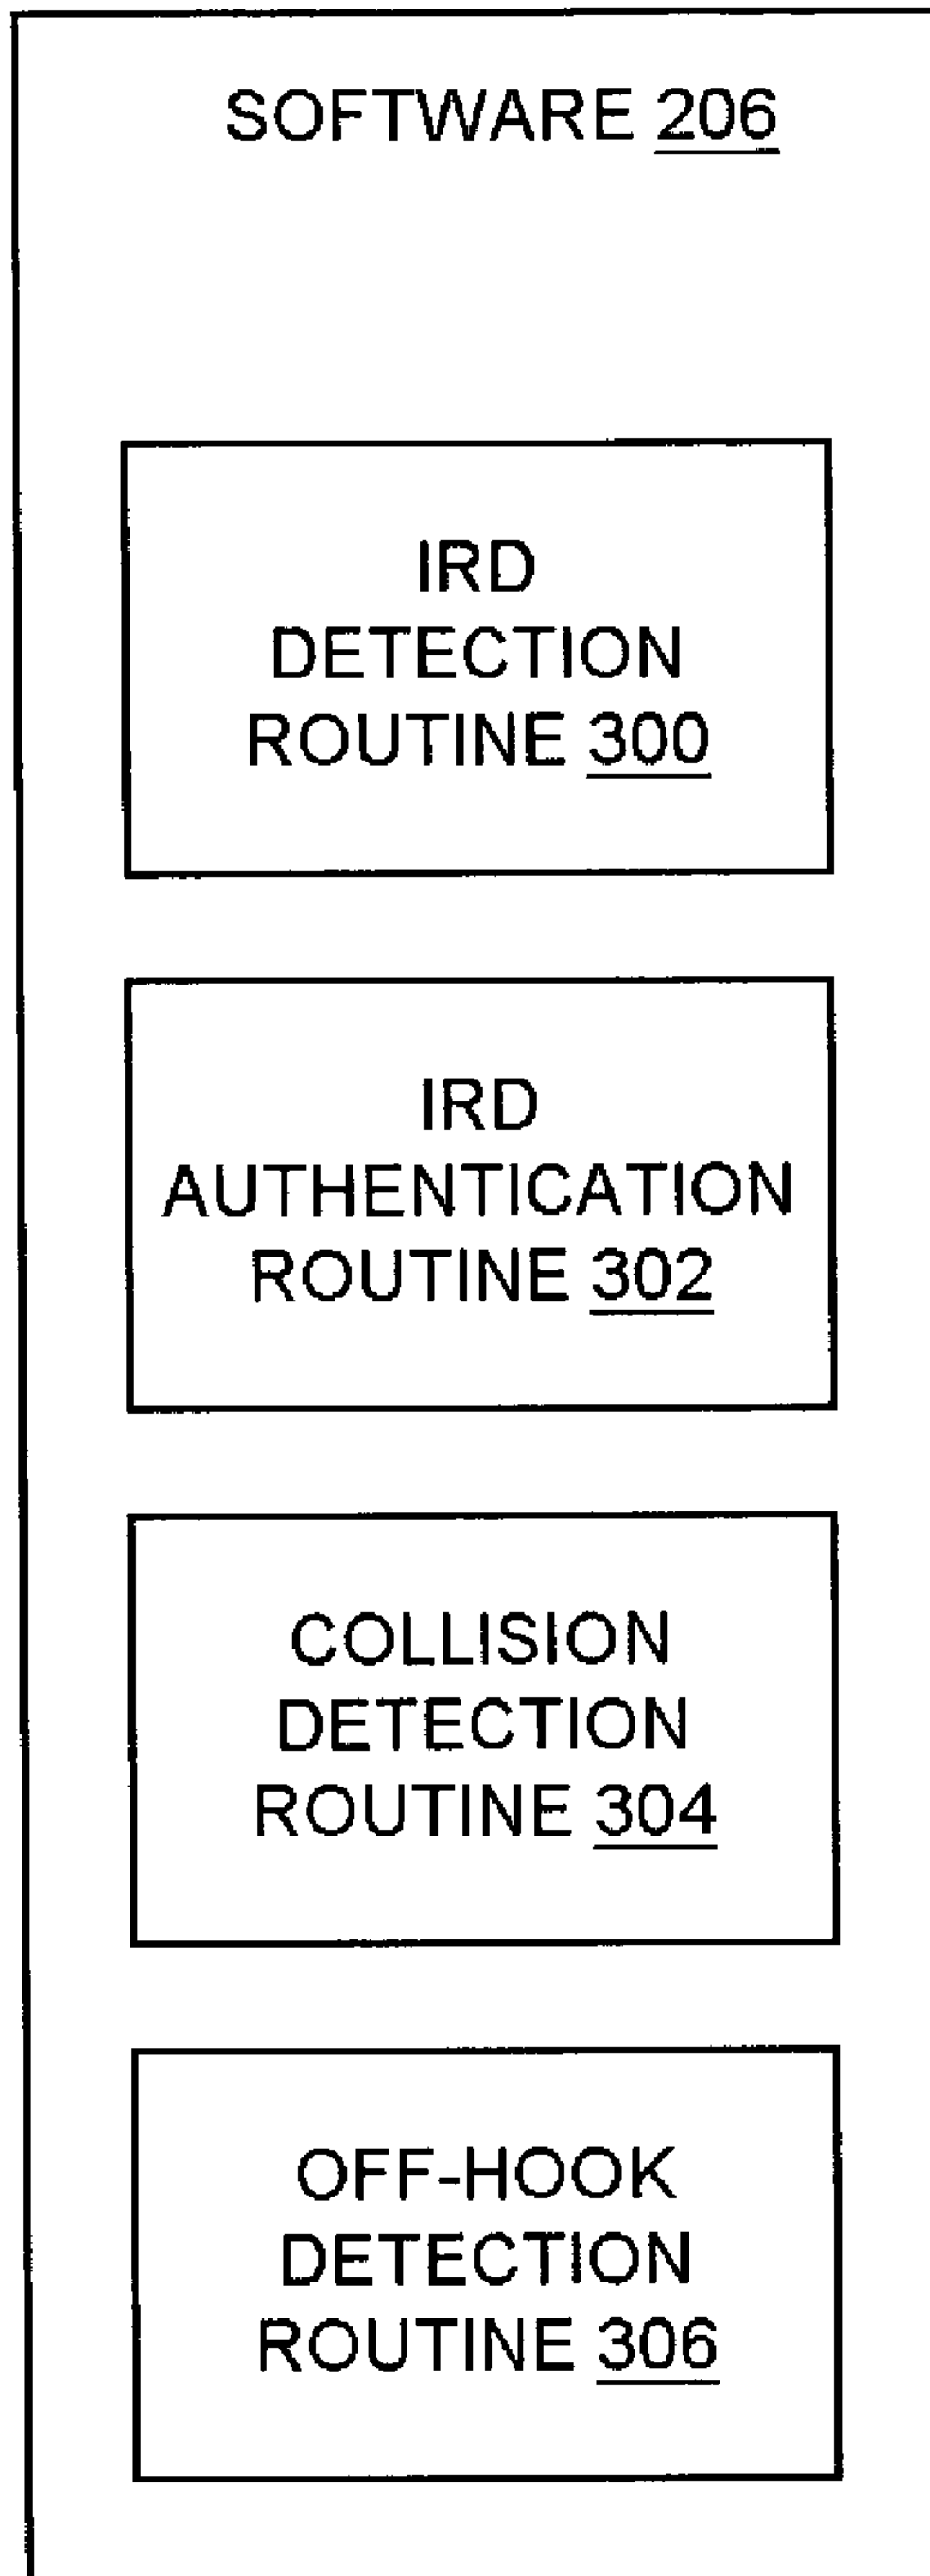 SOFTWARE 206
IRD
DETECTION
ROUTINE 300
IRD
AUTHENTICATION
ROUTINE 302
COLLISION
DETECTION
ROUTINE 304
OFF-HOOK
DETECTION
ROUTINE 306